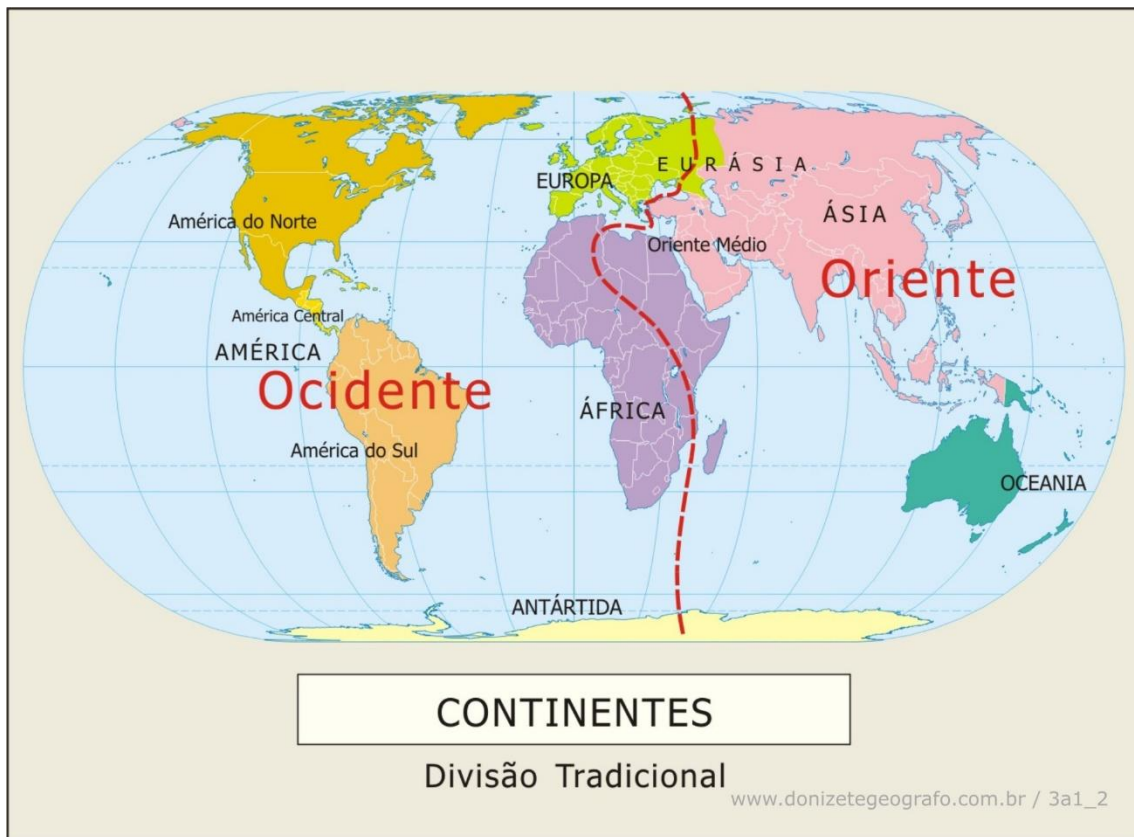 E U R Á S I A
EUROPA
ÁSIA
América do Norte
Oriente Médio
Oriente
América Central
AMÉRICA
Ocidente
ÁFRICA
América do Sul
OCEANIA
ANTÁRTIDA
CONTINENTES
Divisão Tradicional
www.donizetegeografo.com.br / 3a1_2